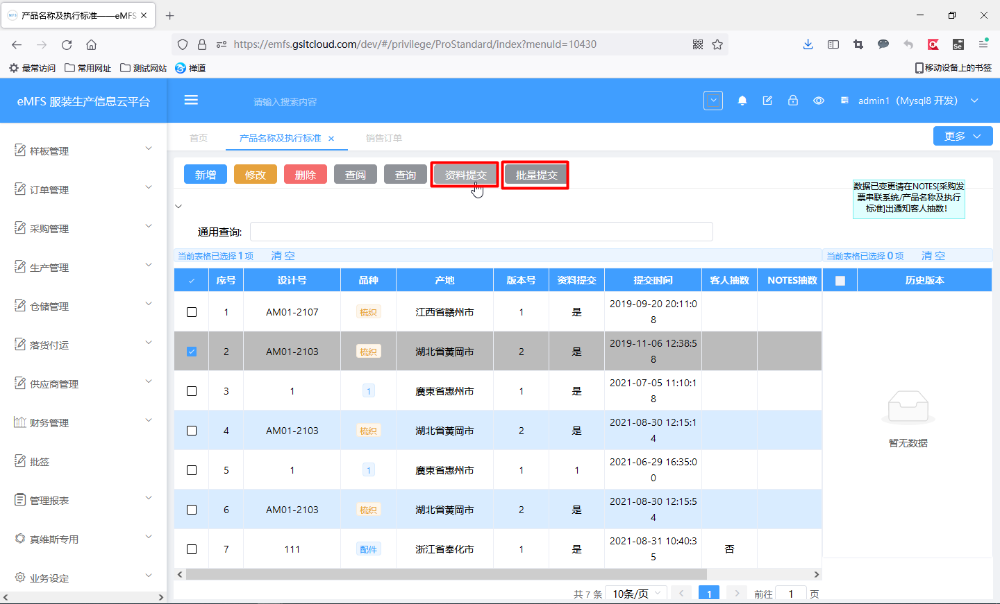 产品名称及执行标准——eMFS
https://emfs.gsitcloud.com/dev/#/privilege/ProStandard/index?menuId=10430
最常访问 常用网址 测试网站 禅道 移动设备上的书签
eMFS 服装生产信息云平台
请输入搜索内容
admin1（Mysql8 开发）
首页 产品名称及执行标准 销售订单 更多
样板管理
订单管理
采购管理
生产管理
仓储管理
落货付运
供应商管理
财务管理
批签
管理报表
真维斯专用
业务设定
新增 修改 删除 查阅 查询 资料提交 批量提交
数据已变更请在NOTES[采购发
票串联系统/产品名称及执行
标准]出通知客人抽数!
通用查询:
当前表格已选择 1 项 清 空 当前表格已选择 0 项 清 空
序号 设计号 品种 产地 版本号 资料提交 提交时间 客人抽数 NOTES抽数 历史版本
1 AM01-2107 梳织 江西省赣州市 1 是 2019-09-20 20:11:0
8
2 AM01-2103 梳织 湖北省黄岡市 2 是 2019-11-06 12:38:5
8
3 1 1 廣東省惠州市 1 是 2021-07-05 11:10:1
8
4 AM01-2103 梳织 湖北省黄岡市 2 是 2021-08-30 12:15:1
4
5 1 1 廣東省惠州市 1 1 2021-06-29 16:35:0
0
6 AM01-2103 梳织 湖北省黄岡市 2 是 2021-08-30 12:15:5
4
7 111 配件 浙江省奉化市 1 是 2021-08-31 10:40:3
5 否
暂无数据
共 7 条 10条/页 1 前往 1 页